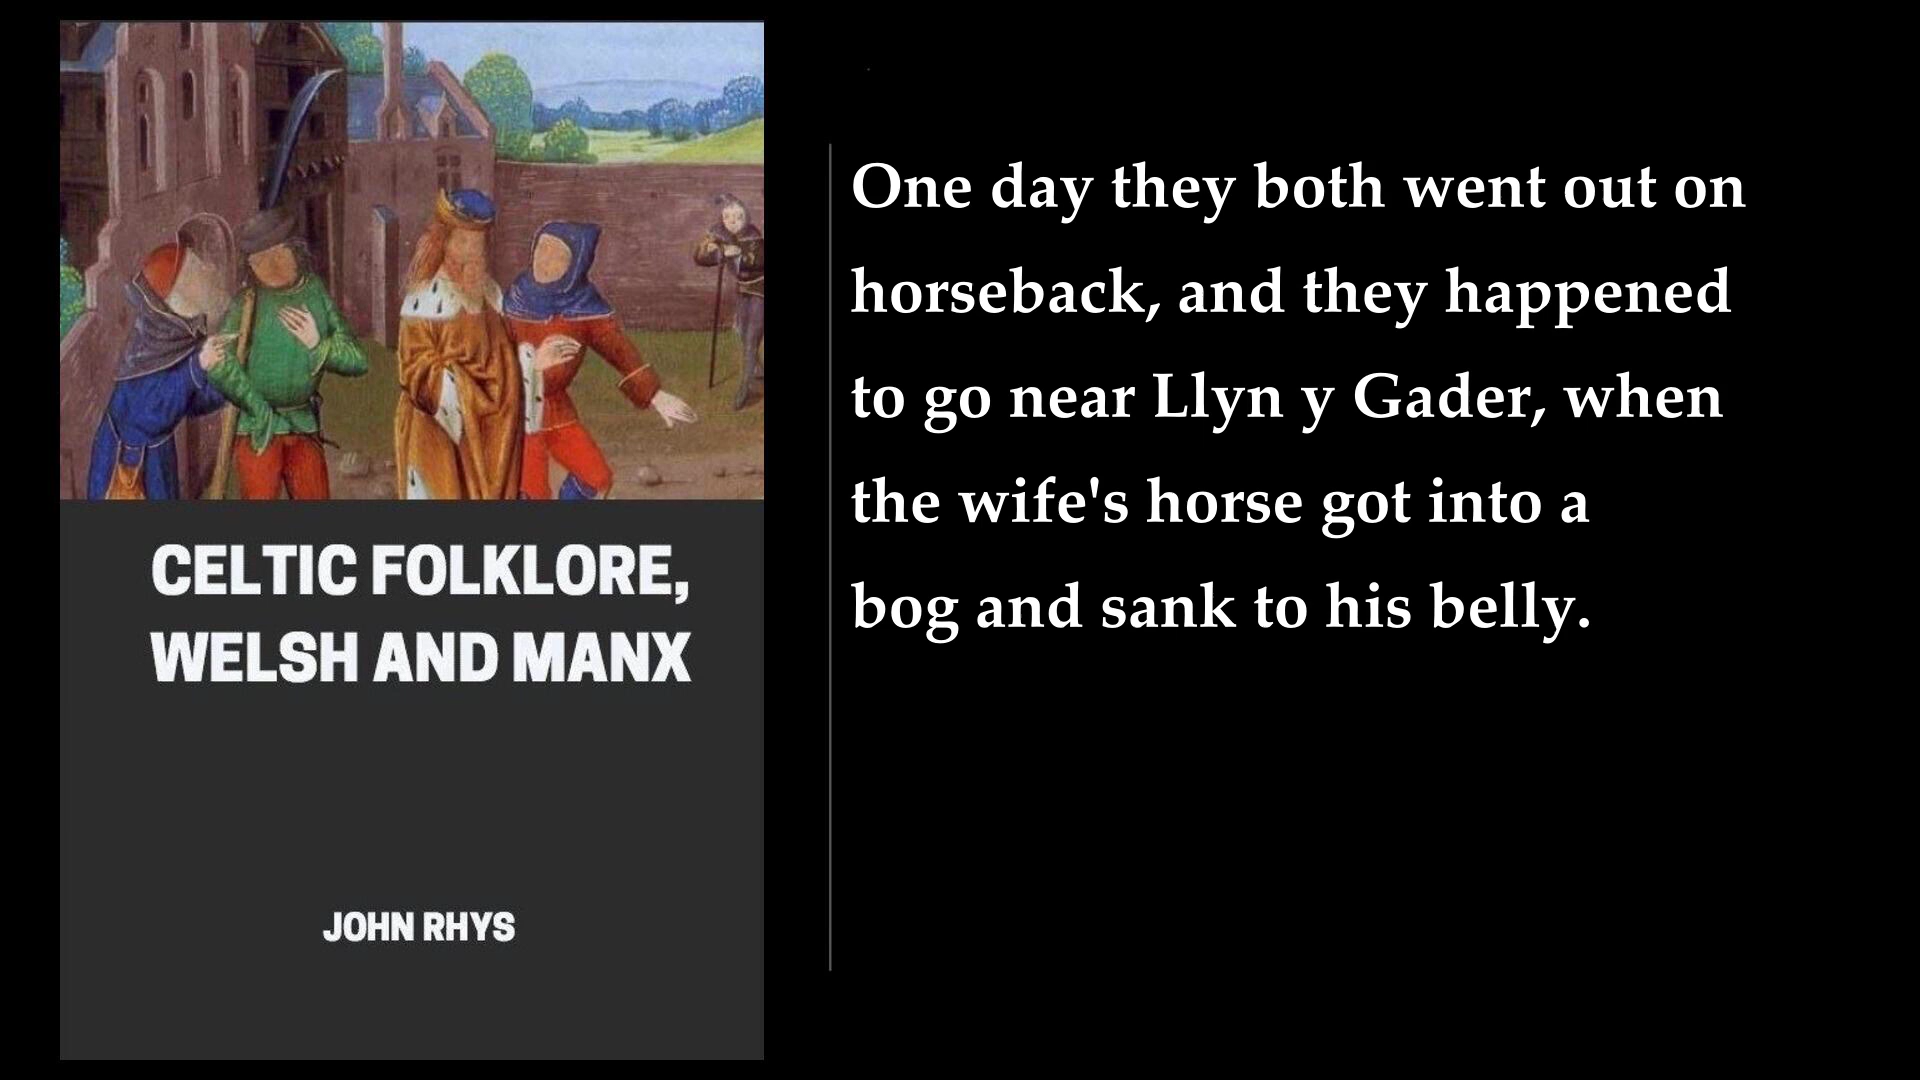 CELTIC FOLKLORE,
WELSH AND MANX
JOHN RHYS
One day they both went out on
horseback, and they happened
to go near Llyn y Gader, when
the wife's horse got into a
bog and sank to his belly.